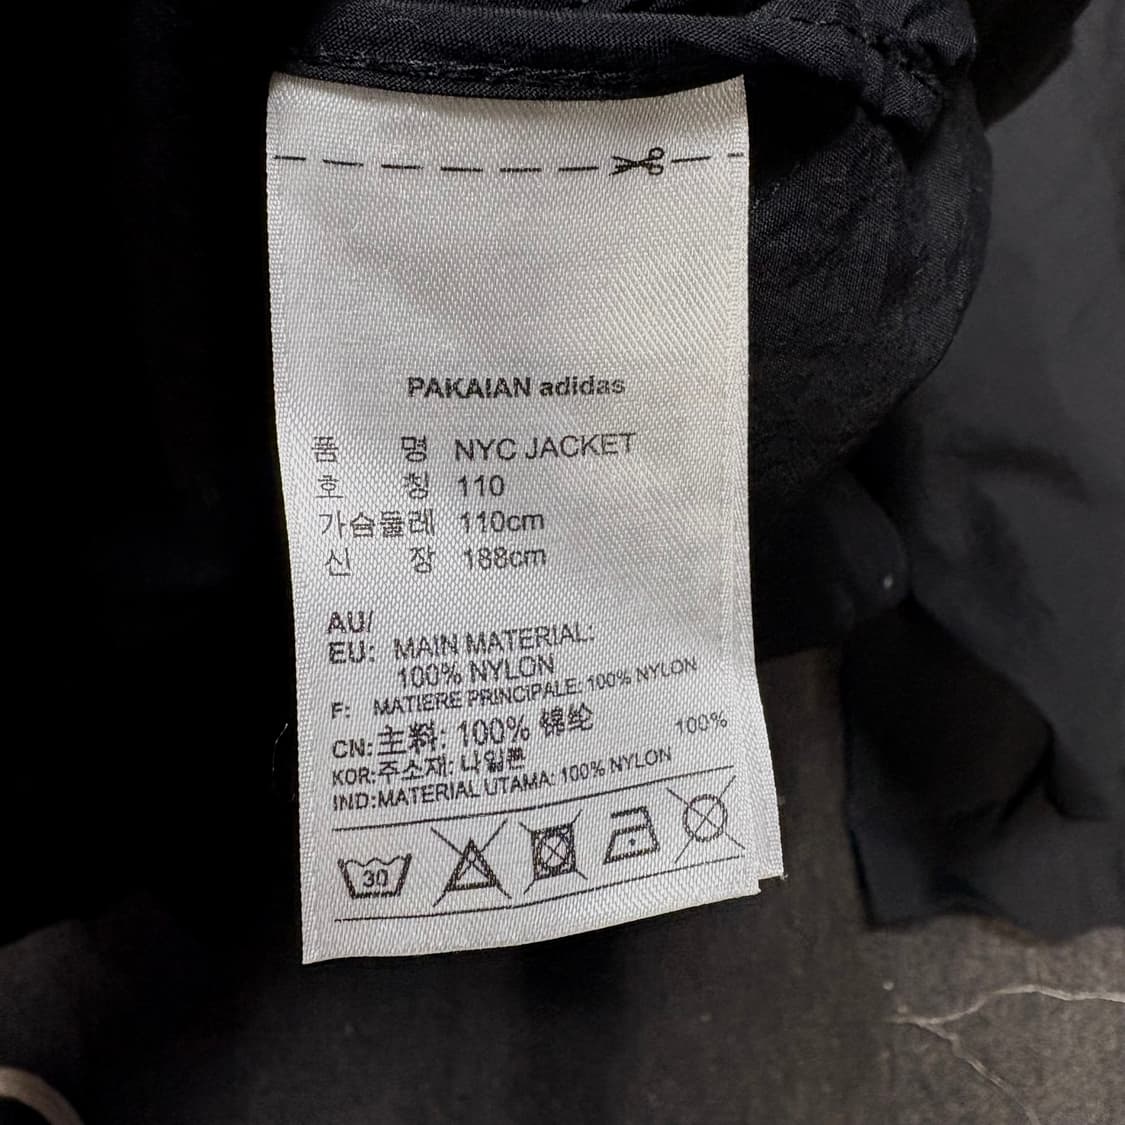 PAKAIAN adidas
품 명 NYC JACKET
호 칭 110
가슴둘레 110cm
신 장 188cm
AU/
EU: MAIN MATERIAL:
100% NYLON
F: MATIERE PRINCIPALE: 100% NYLON
CN:主料: 100% 锦纶
KOR:주소재: 나일론 100%
IND:MATERIAL UTAMA: 100% NYLON
30